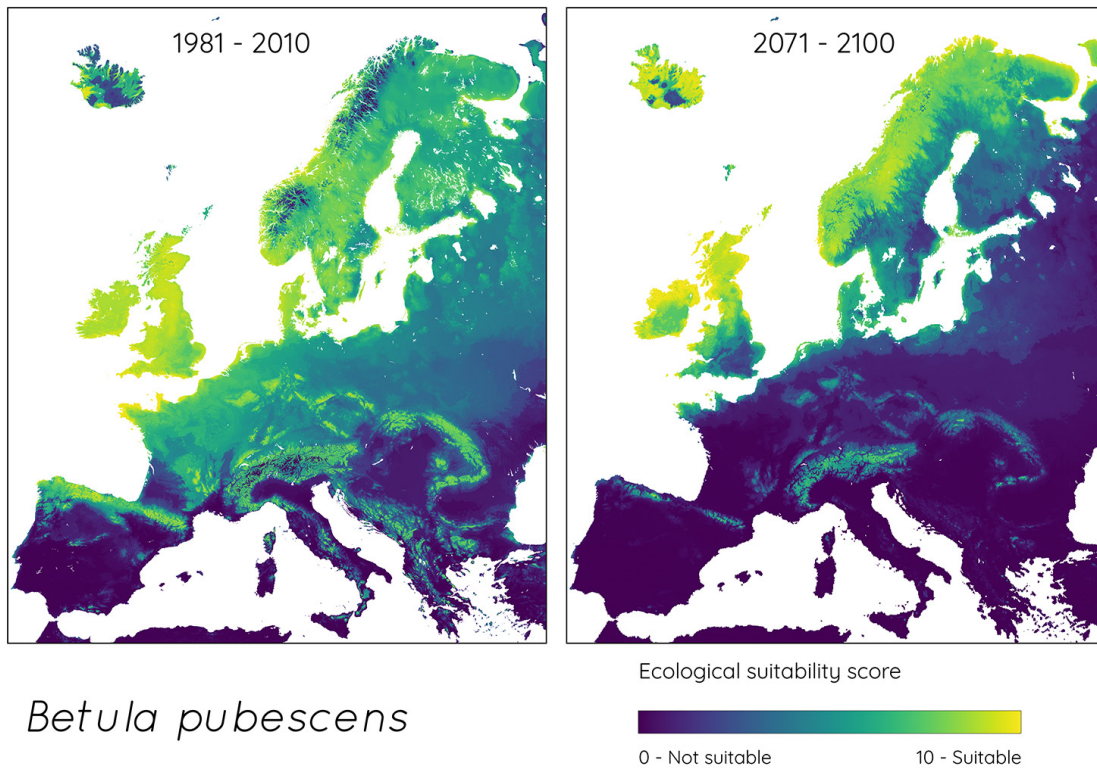 1981 - 2010
2071 - 2100
Ecological suitability score
Betula pubescens
0 - Not suitable
10 - Suitable